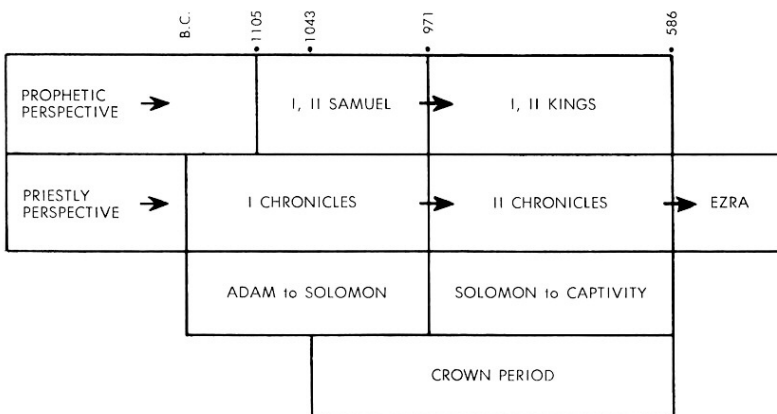 B.C.
1105
1043
971
586
PROPHETIC
PERSPECTIVE
I, II SAMUEL
I, II KINGS
PRIESTLY
PERSPECTIVE
I CHRONICLES
II CHRONICLES
EZRA
ADAM to SOLOMON
SOLOMON to CAPTIVITY
CROWN PERIOD